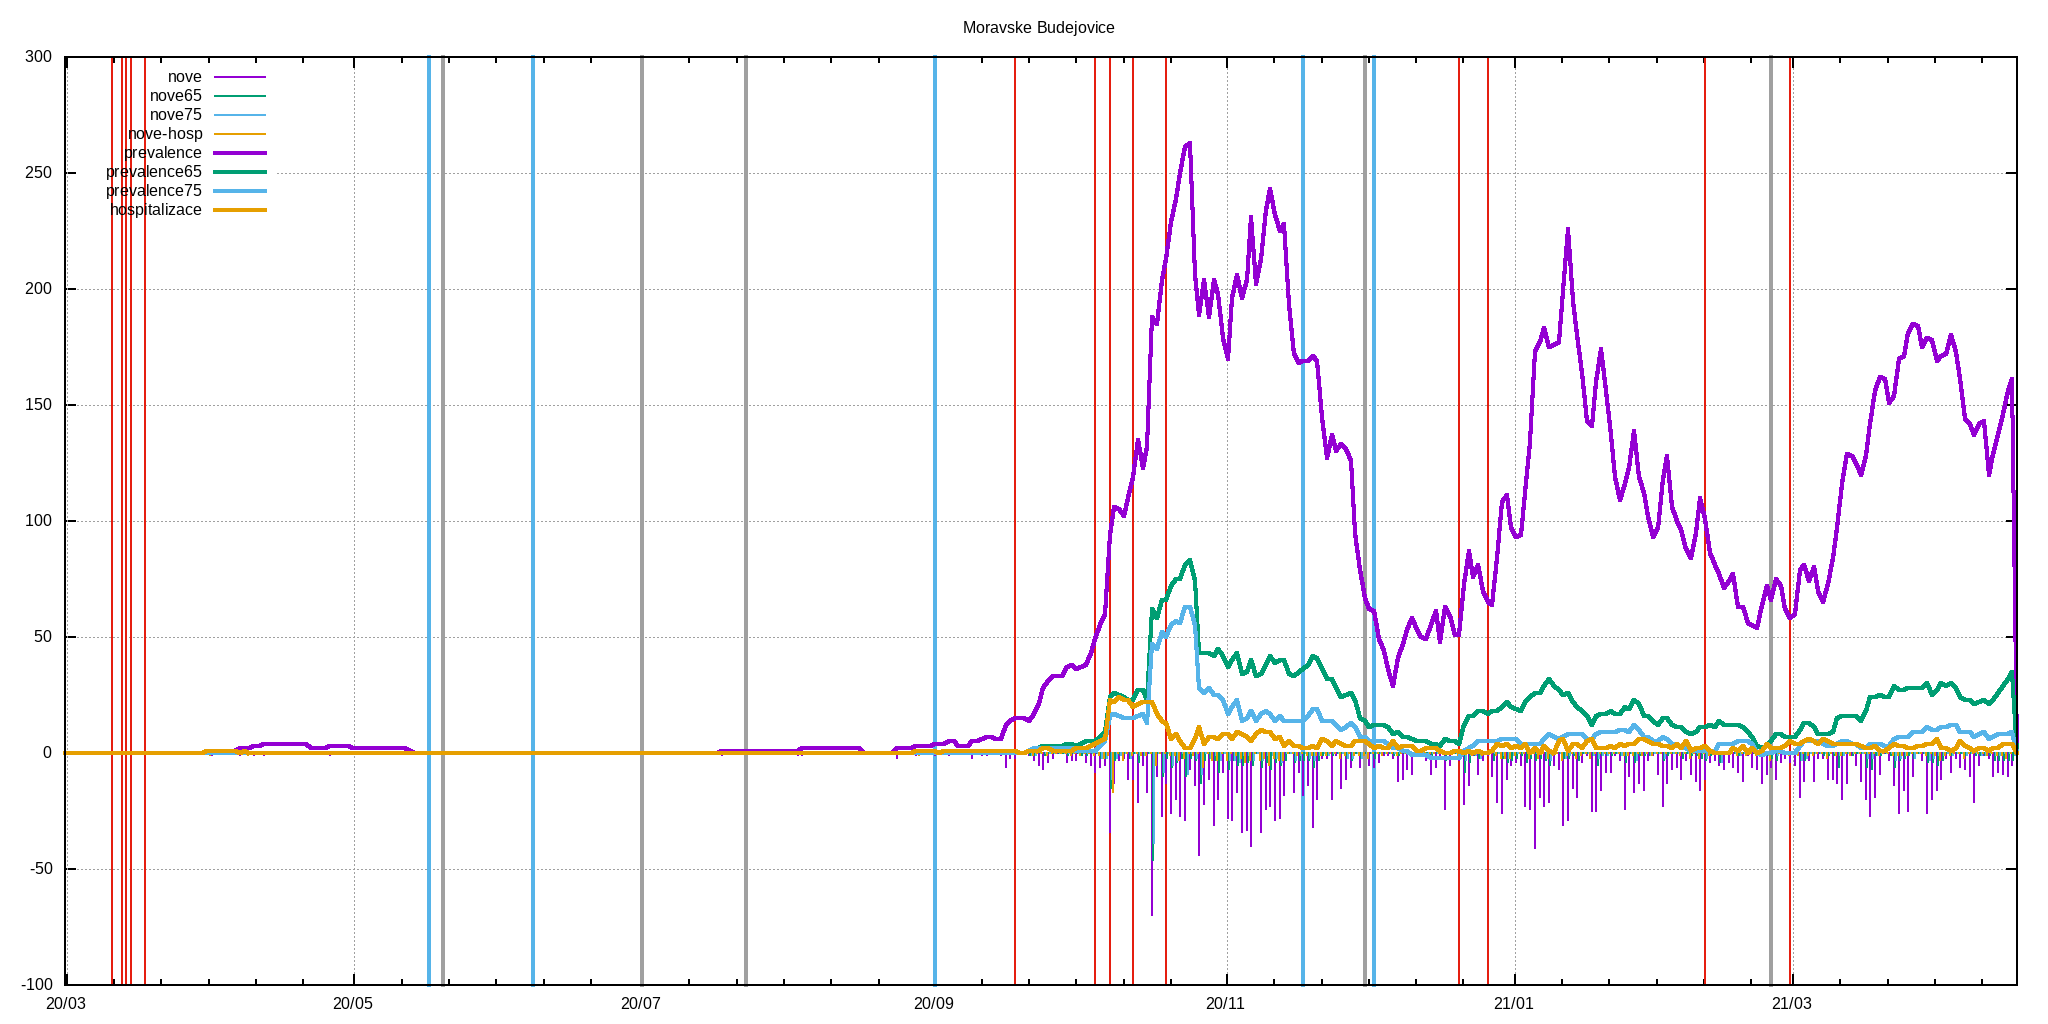 Moravske Budejovice
300
250
200
150
100
50
0
-50
-100
nove
nove65
nove75
nove-hosp
prevalence
prevalence65
prevalence75
hospitalizace
20/03 20/05 20/07 20/09 20/11 21/01 21/03